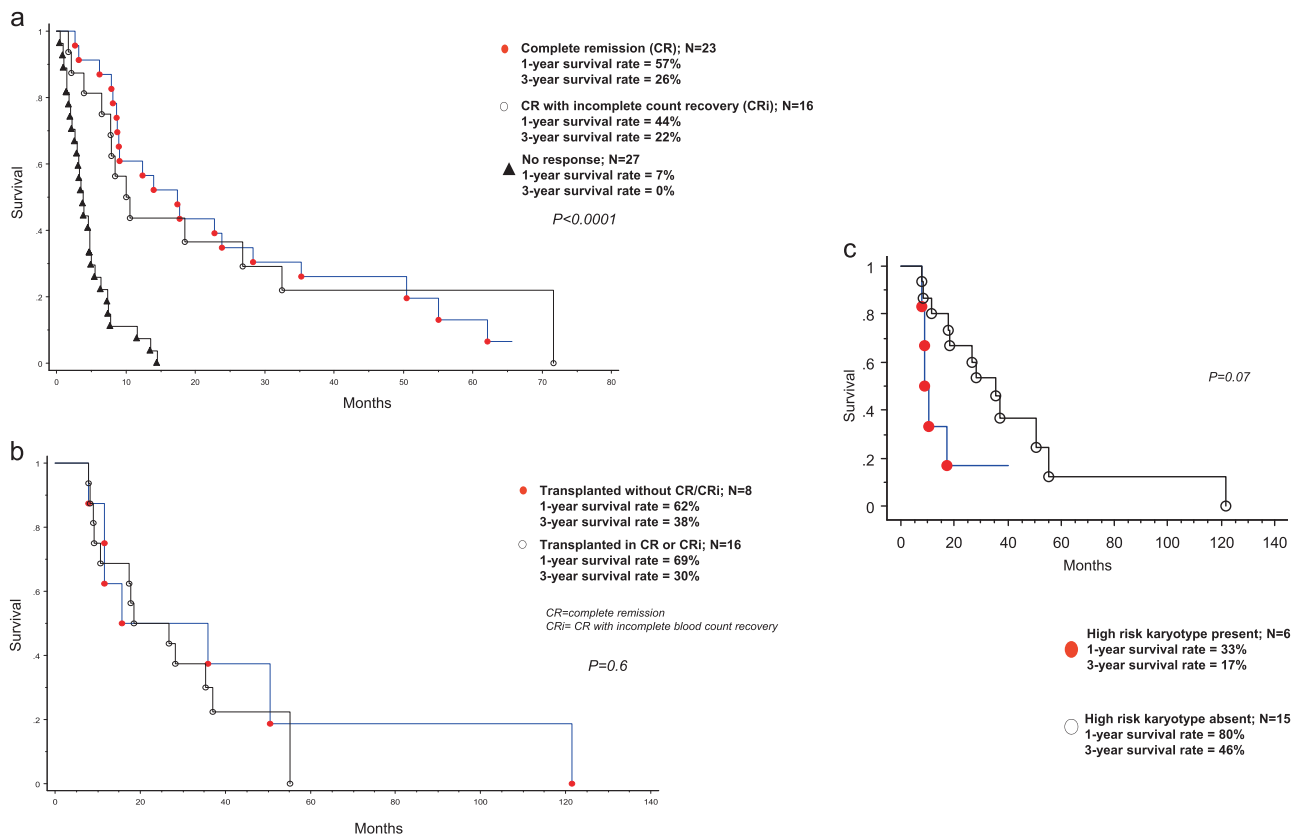 a
1
.8
.6
.4
.2
0
Survival
0 10 20 30 40 50 60 70 80
Months
Complete remission (CR); N=23
1-year survival rate = 57%
3-year survival rate = 26%
CR with incomplete count recovery (CRi); N=16
1-year survival rate = 44%
3-year survival rate = 22%
No response; N=27
1-year survival rate = 7%
3-year survival rate = 0%
P<0.0001
b
1
.8
.6
.4
.2
0
Survival
0 20 40 60 80 100 120 140
Months
Transplanted without CR/CRi; N=8
1-year survival rate = 62%
3-year survival rate = 38%
Transplanted in CR or CRi; N=16
1-year survival rate = 69%
3-year survival rate = 30%
CR=complete remission
CRi= CR with incomplete blood count recovery
P=0.6
c
1
.8
.6
.4
.2
0
Survival
0 20 40 60 80 100 120 140
Months
P=0.07
High risk karyotype present; N=6
1-year survival rate = 33%
3-year survival rate = 17%
High risk karyotype absent; N=15
1-year survival rate = 80%
3-year survival rate = 46%